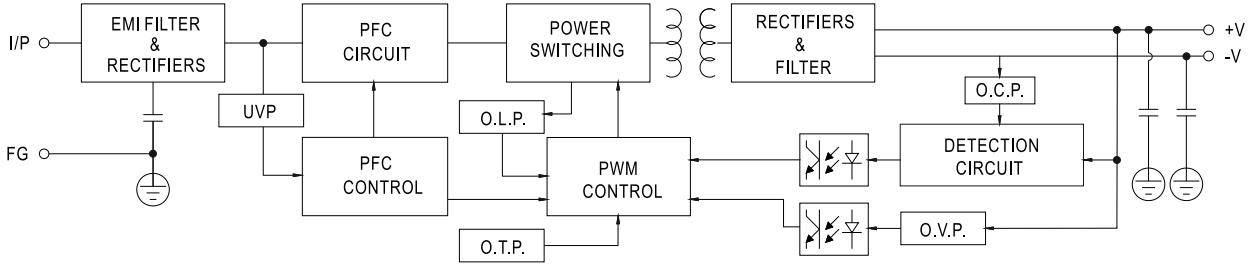 I/P
EMI FILTER
&
RECTIFIERS
PFC
CIRCUIT
POWER
SWITCHING
RECTIFIERS
&
FILTER
+V
-V
UVP
O.L.P.
O.C.P.
FG
PFC
CONTROL
PWM
CONTROL
DETECTION
CIRCUIT
O.T.P.
O.V.P.